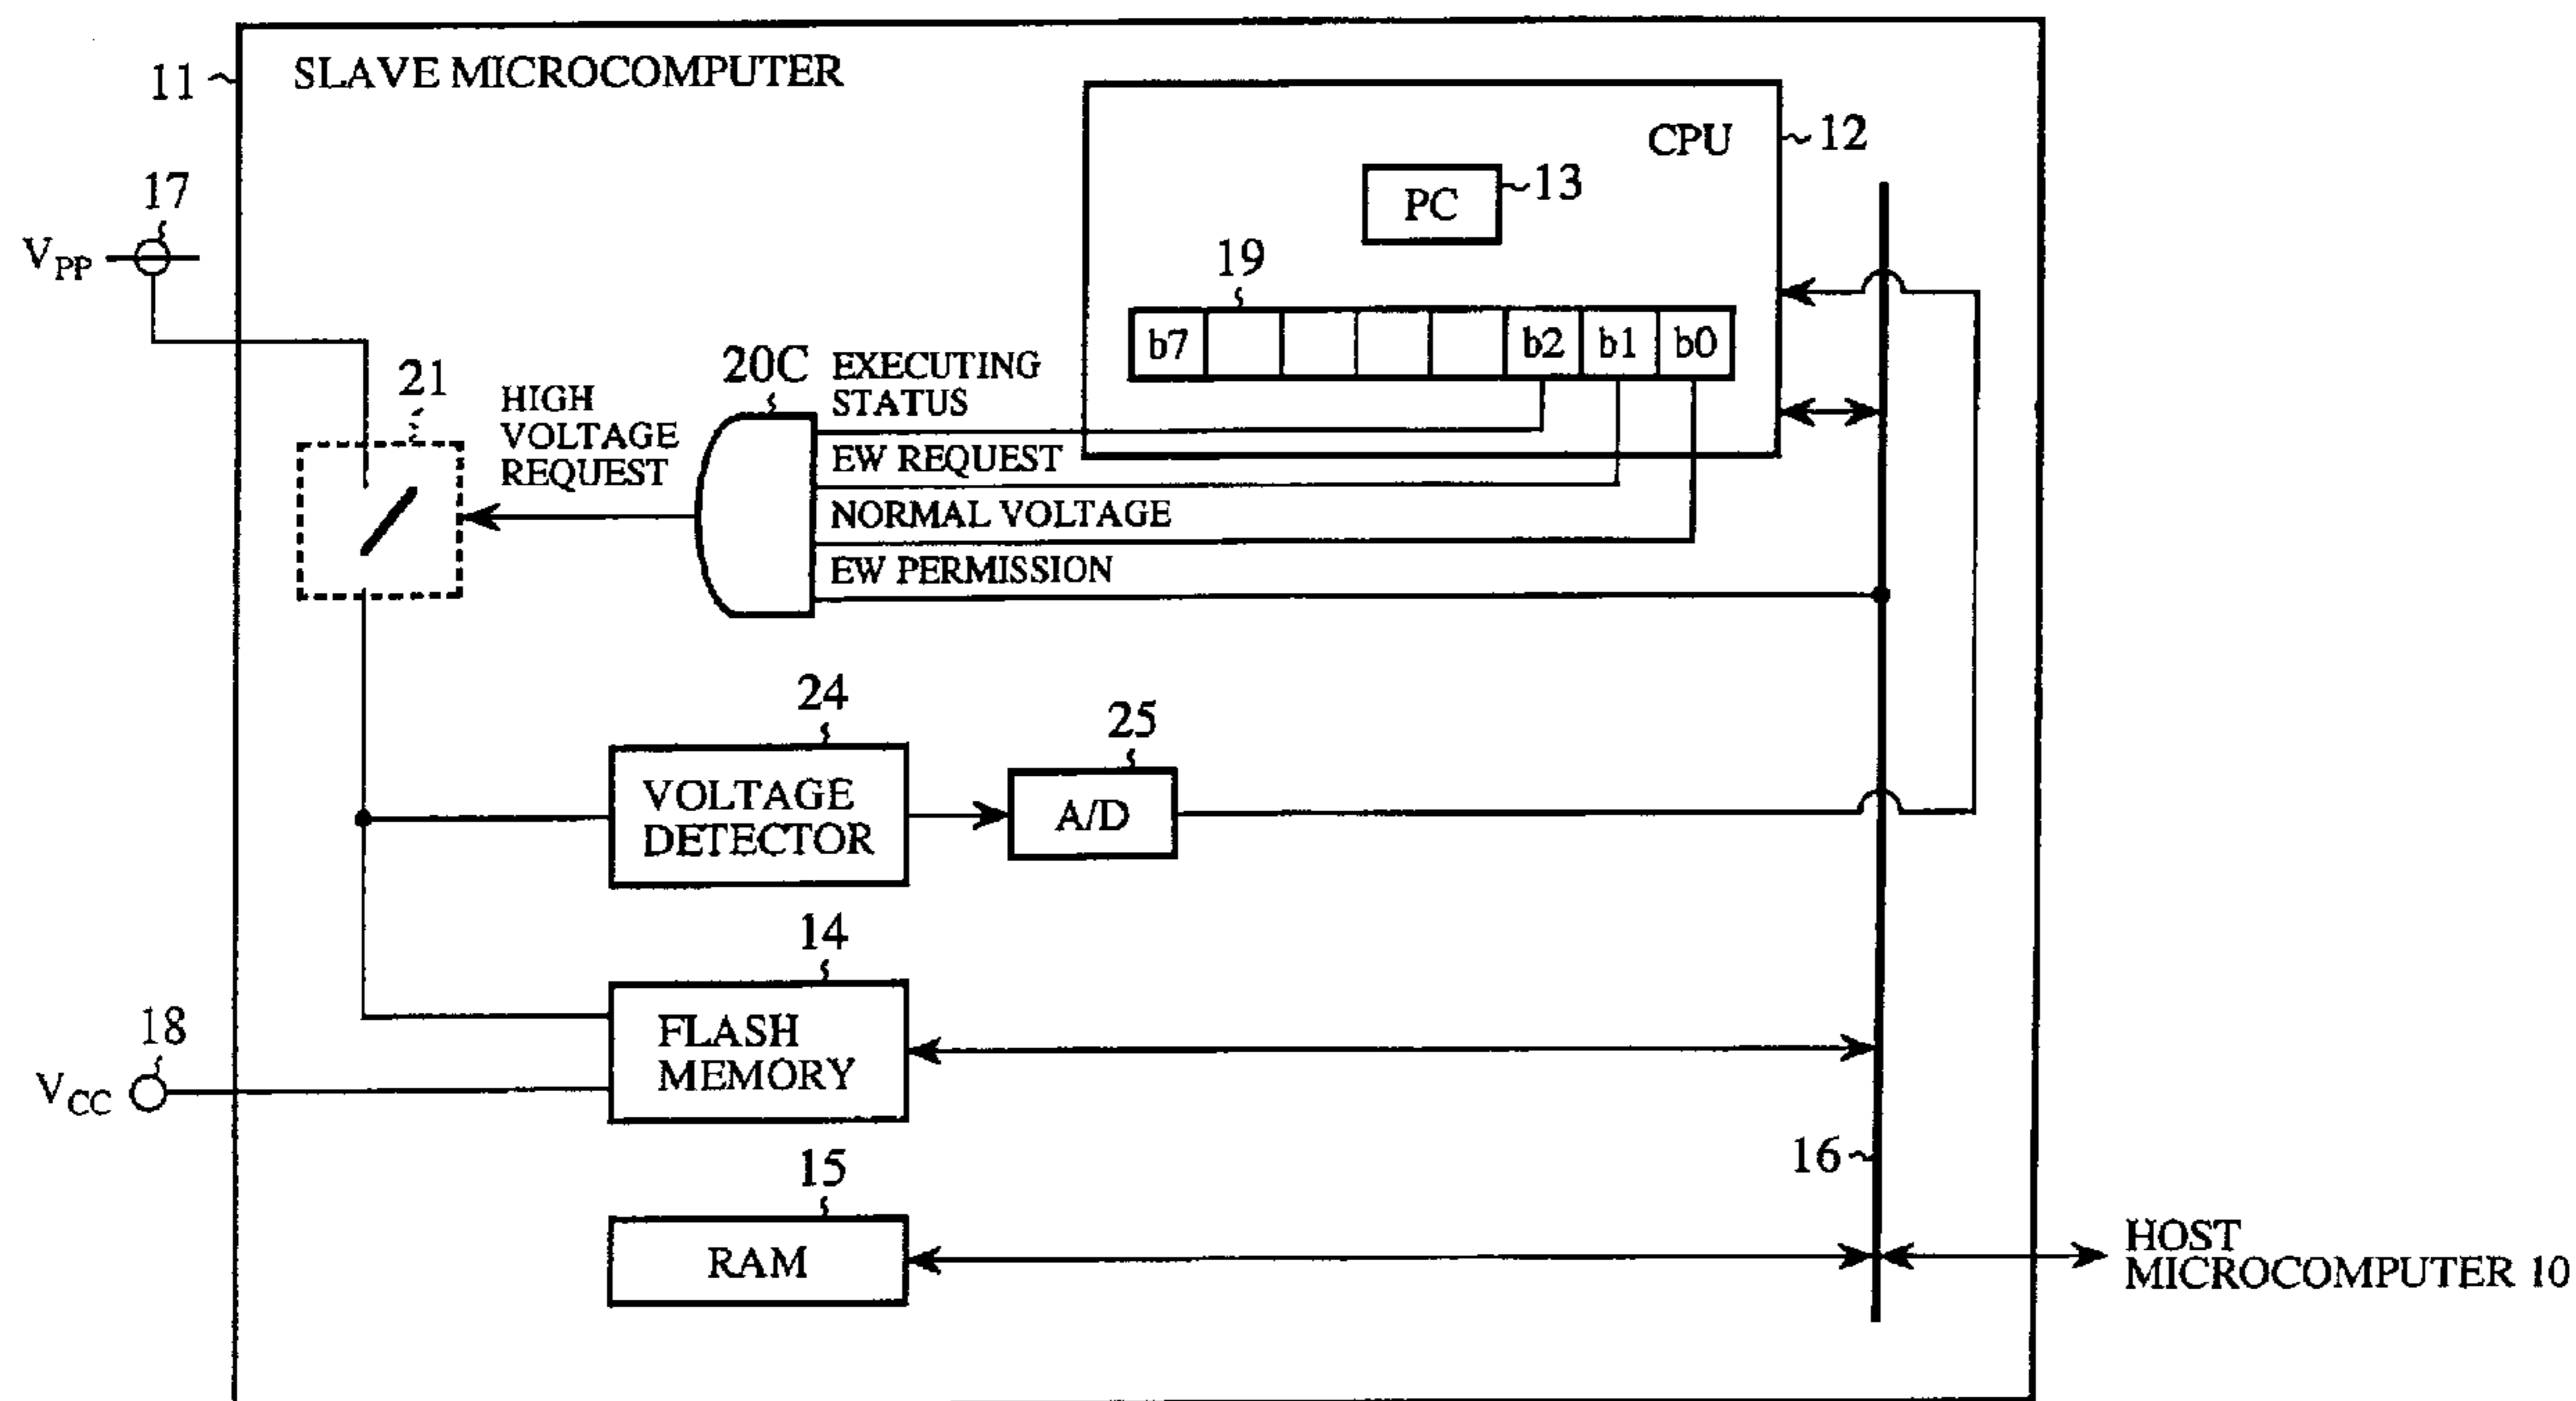 11
SLAVE MICROCOMPUTER
CPU
12
PC
13
17
VPP
19
b7
b2
b1
b0
20C
EXECUTING
STATUS
21
HIGH
VOLTAGE
REQUEST
EW REQUEST
NORMAL VOLTAGE
EW PERMISSION
24
VOLTAGE
DETECTOR
25
A/D
14
FLASH
MEMORY
18
VCC
16
15
RAM
HOST
MICROCOMPUTER 10